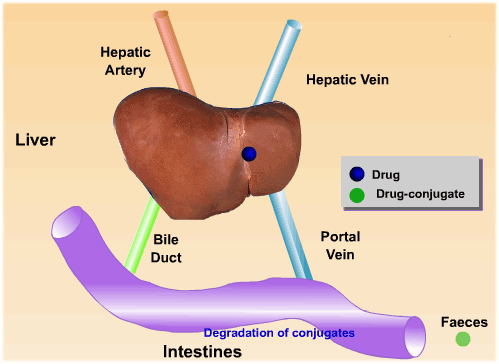 Hepatic
Artery
Hepatic Vein
Liver
Drug
Drug-conjugate
Bile
Duct
Portal
Vein
Degradation of conjugates
Faeces
Intestines